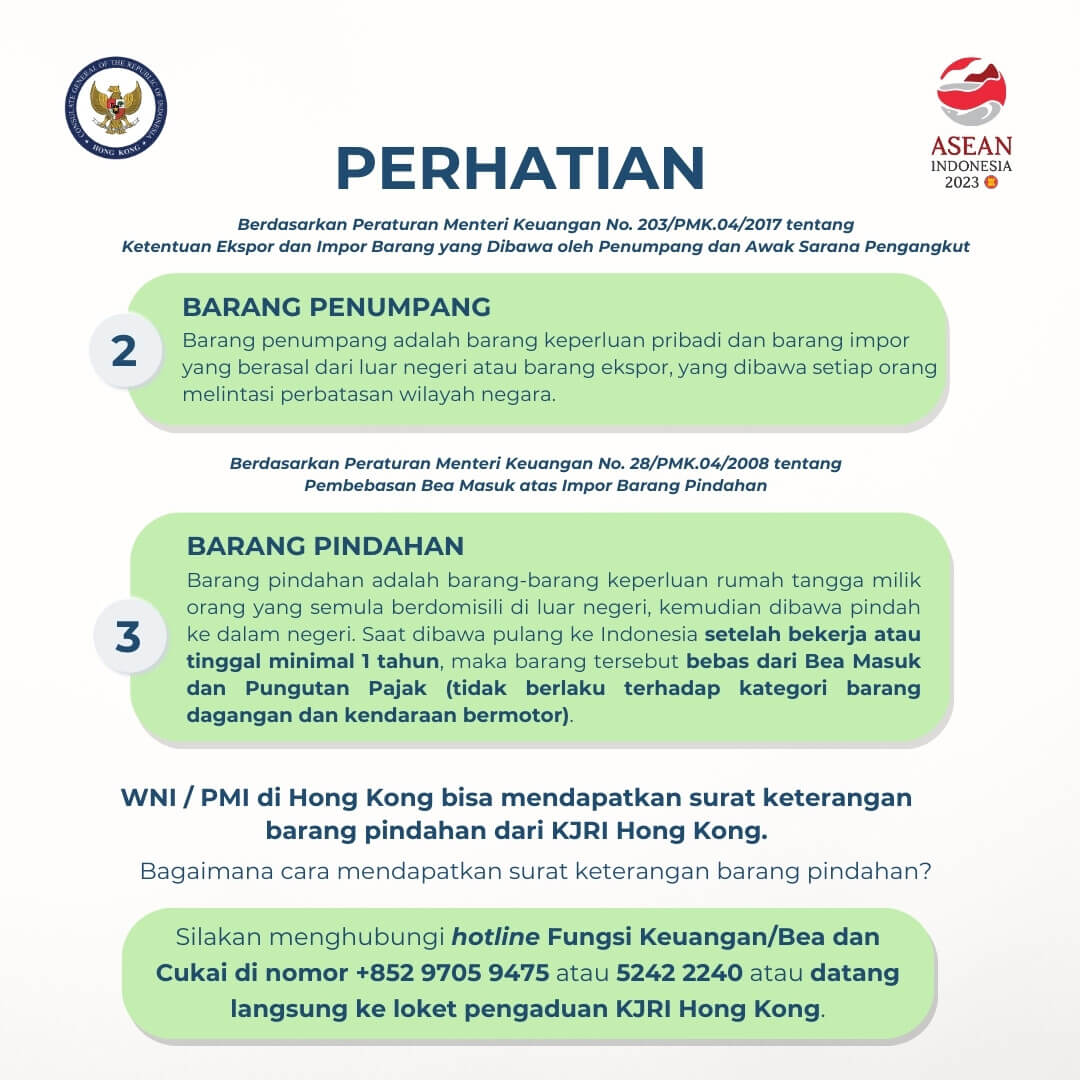 CONSULATE GENERAL OF THE REPUBLIC OF INDONESIA
HONG KONG
ASEAN
INDONESIA
2023
PERHATIAN
Berdasarkan Peraturan Menteri Keuangan No. 203/PMK.04/2017 tentang
Ketentuan Ekspor dan Impor Barang yang Dibawa oleh Penumpang dan Awak Sarana Pengangkut
2
BARANG PENUMPANG
Barang penumpang adalah barang keperluan pribadi dan barang impor
yang berasal dari luar negeri atau barang ekspor, yang dibawa setiap orang
melintasi perbatasan wilayah negara.
Berdasarkan Peraturan Menteri Keuangan No. 28/PMK.04/2008 tentang
Pembebasan Bea Masuk atas Impor Barang Pindahan
3
BARANG PINDAHAN
Barang pindahan adalah barang-barang keperluan rumah tangga milik
orang yang semula berdomisili di luar negeri, kemudian dibawa pindah
ke dalam negeri. Saat dibawa pulang ke Indonesia setelah bekerja atau
tinggal minimal 1 tahun, maka barang tersebut bebas dari Bea Masuk
dan Pungutan Pajak (tidak berlaku terhadap kategori barang
dagangan dan kendaraan bermotor).
WNI / PMI di Hong Kong bisa mendapatkan surat keterangan
barang pindahan dari KJRI Hong Kong.
Bagaimana cara mendapatkan surat keterangan barang pindahan?
Silakan menghubungi hotline Fungsi Keuangan/Bea dan
Cukai di nomor +852 9705 9475 atau 5242 2240 atau datang
langsung ke loket pengaduan KJRI Hong Kong.